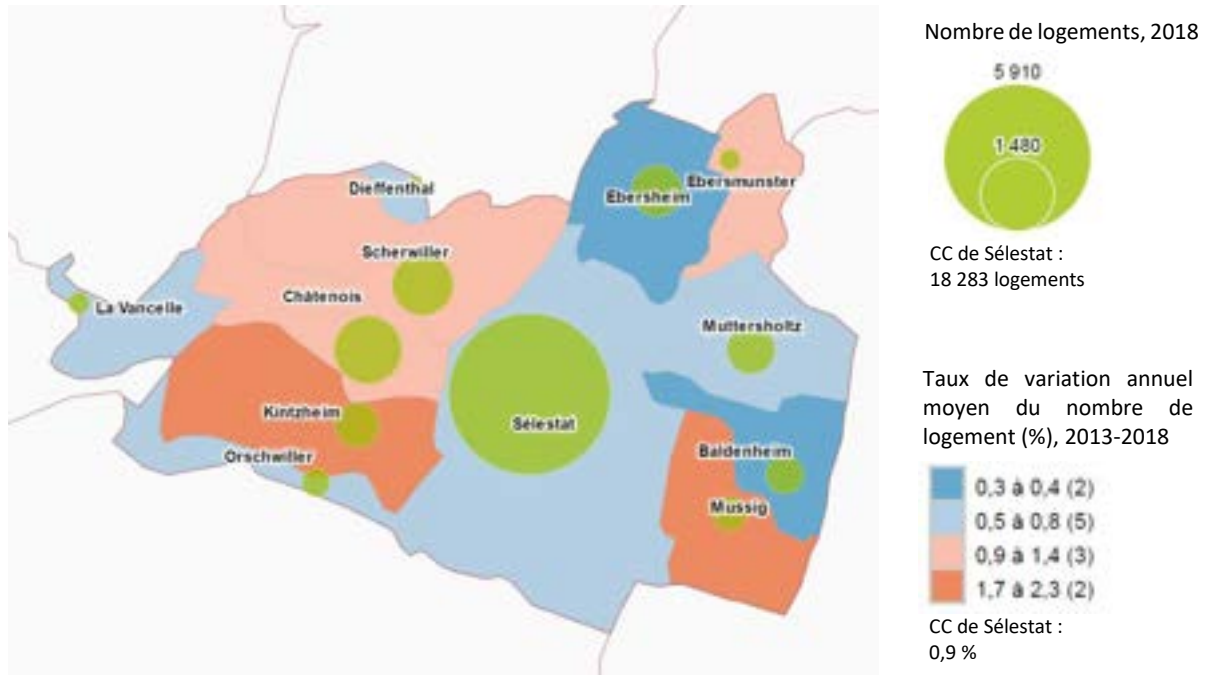 Nombre de logements, 2018
5 910
1 480
CC de Sélestat :
18 283 logements
Taux de variation annuel
moyen du nombre de
logement (%), 2013-2018
0,3 à 0,4 (2)
0,5 à 0,8 (5)
0,9 à 1,4 (3)
1,7 à 2,3 (2)
CC de Sélestat :
0,9 %
Dieffenthal
Ebersheim
Ebersmunster
Scherwiller
Châtenois
La Vancelle
Muttersholtz
Kintzheim
Sélestat
Orschwiller
Baldenheim
Mussig